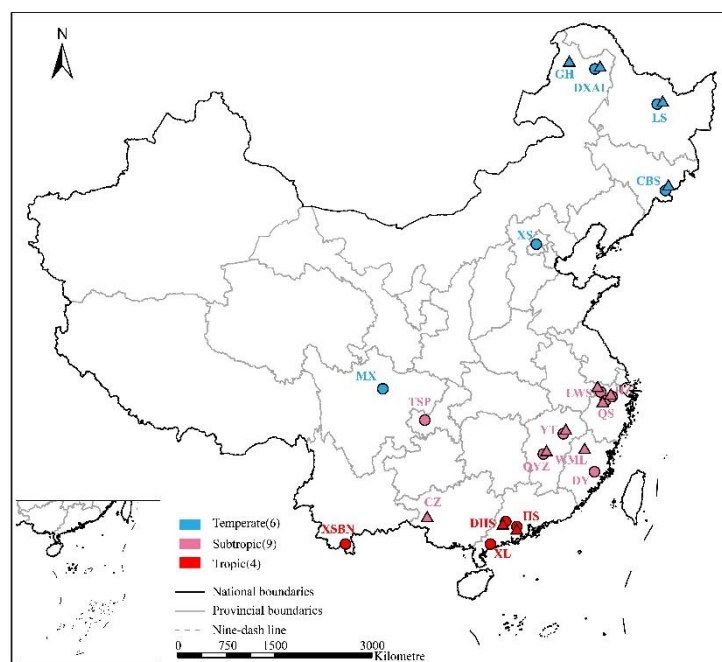 N
GH
DXAL
LS
CBS
XS
MX
TSP
LWS
QS
YT
QYZ
WML
DY
CZ
DHS
HS
XSBN
XL
Temperate(6)
Subtropic(9)
Tropic(4)
National boundaries
Provincial boundaries
Nine-dash line
0 750 1500 3000
Kilometre